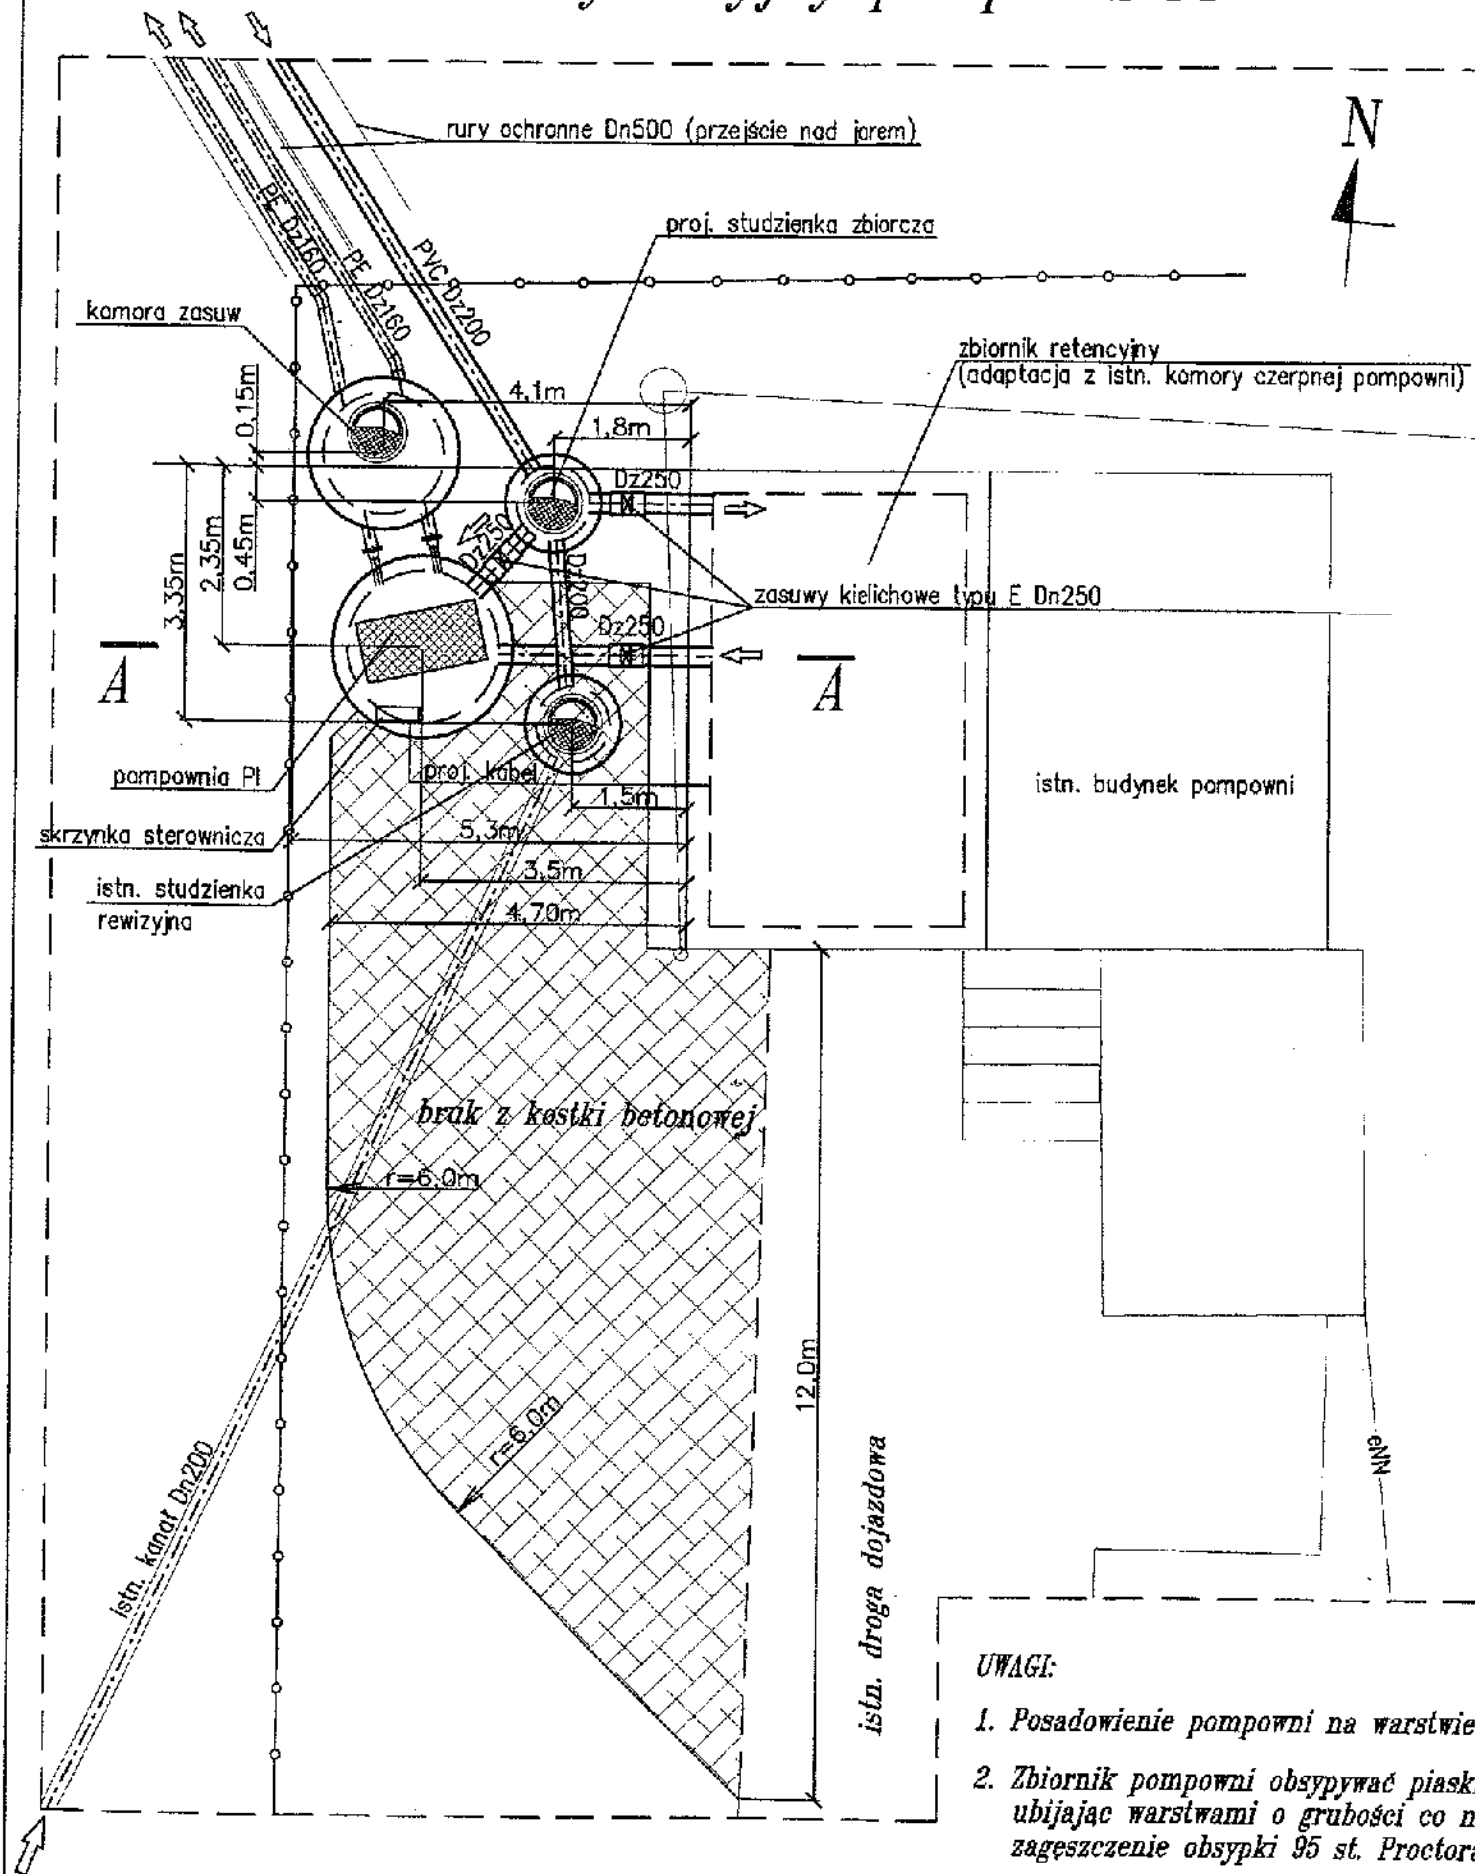 N
rury ochronne Dn500 (przejście nad jarem)
proj. studzienka zbiorcza
PE Dz160
PE Dz160
PVC Dz200
komora zasuw
zbiornik retencyjny
(adaptacja z istn. komory czerpnej pompowni)
4,1m
1,8m
0,15m
Dz250
Dz250
Dz200
0,45m
2,35m
3,35m
zasuwy kielichowe typu E Dn250
Dz250
A
A
pompownia PI
proj. kabel
istn. budynek pompowni
1,5m
skrzynka sterownicza
5,3m
3,5m
istn. studzienka
rewizyjna
4,70m
bruk z kostki betonowej
r=6,0m
12,0m
r=6,0m
istn. kanał Dn200
istn. droga dojazdowa
eNN
UWAGI:
1. Posadowienie pompowni na warstwie
2. Zbiornik pompowni obsypywać
ubijając warstwami o grubości co
zagęszczenie obsypki 95 st. Proctora